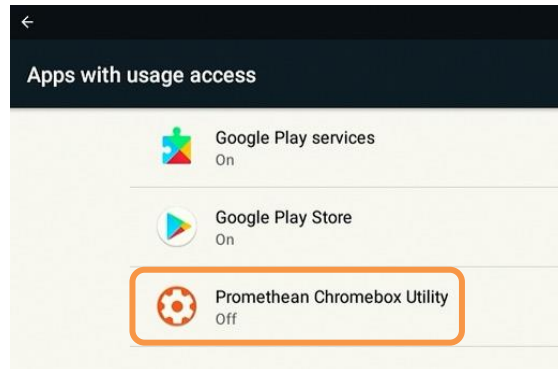 Apps with usage access
Google Play services
On
Google Play Store
On
Promethean Chromebox Utility
Off